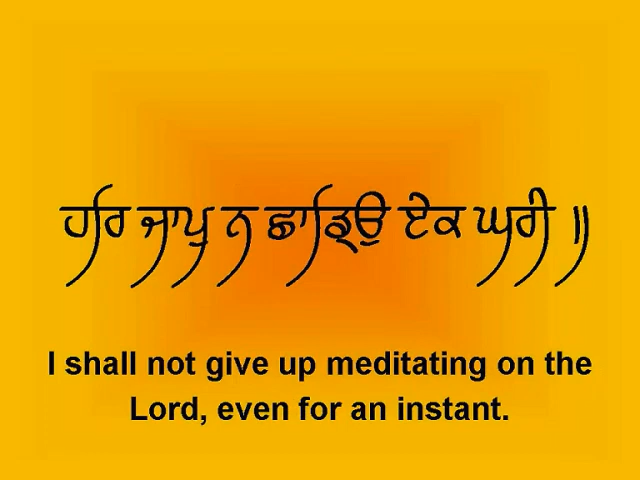 ਹਰਿ ਜਾਪੁ ਨ ਛਾਡਿਉ ਏਕ ਘਰੀ ॥
I shall not give up meditating on the
Lord, even for an instant.